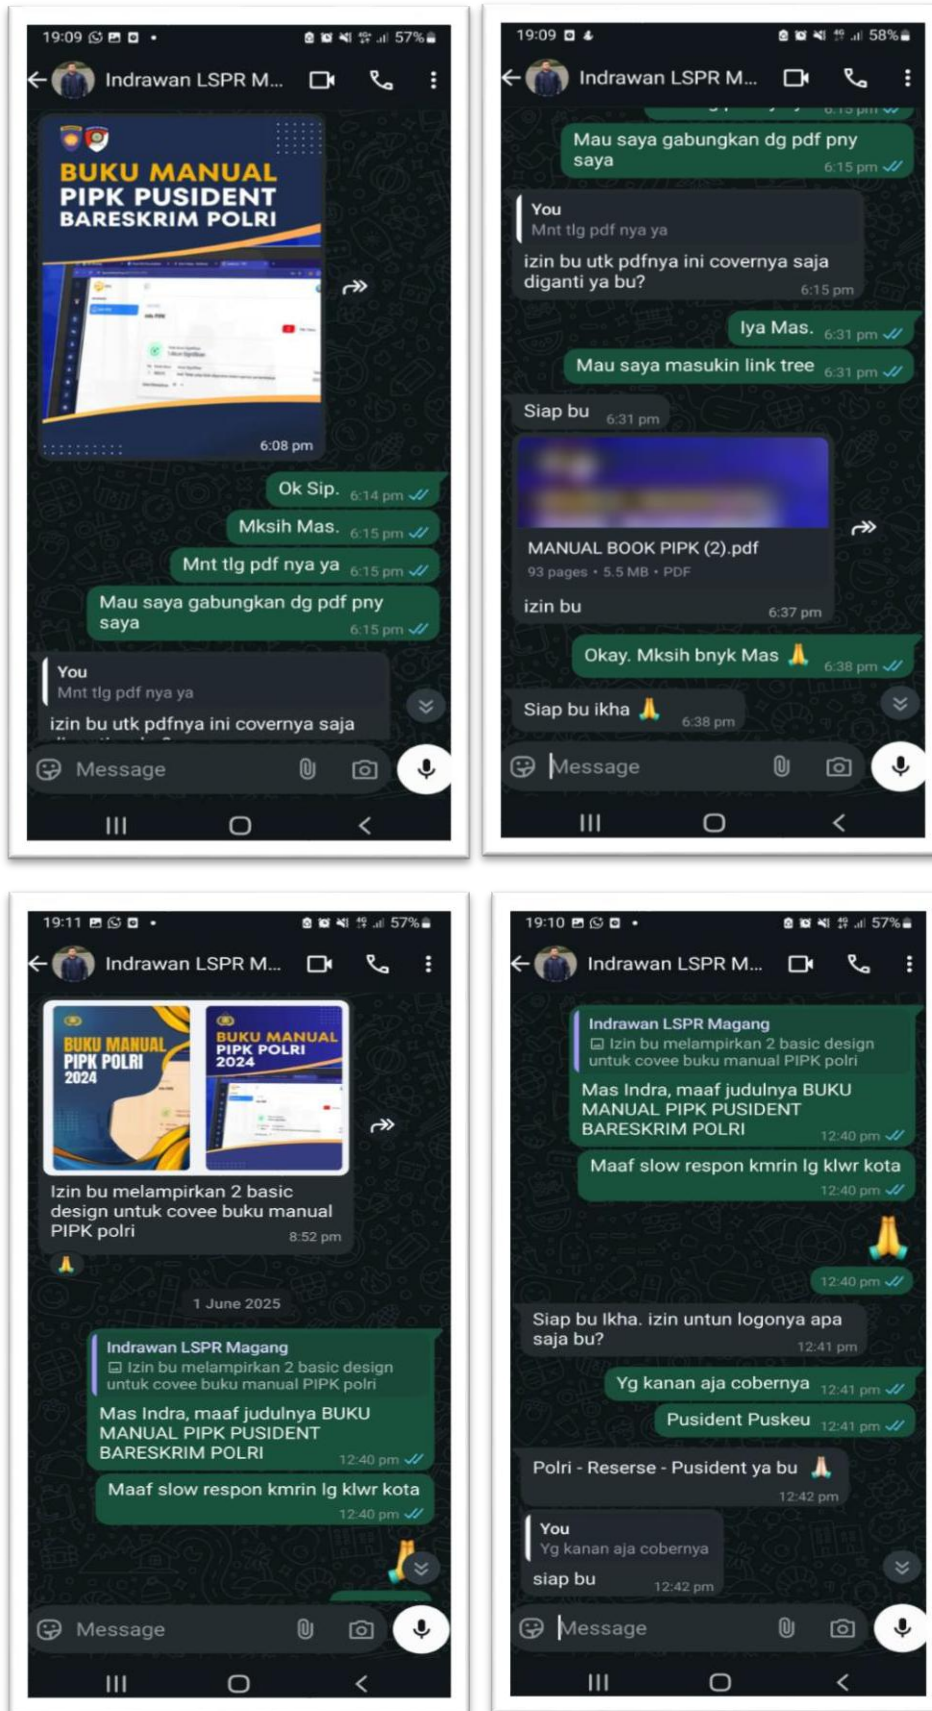 19:09
57%
Indrawan LSPR M...
BUKU MANUAL
PIPK PUSIDENT
BARESKRIM POLRI
6:08 pm
Ok Sip. 6:14 pm
Mksih Mas. 6:15 pm
Mnt tlg pdf nya ya 6:15 pm
Mau saya gabungkan dg pdf pny
saya
6:15 pm
You
Mnt tlg pdf nya ya
izin bu utk pdfnya ini covernya saja
Message
19:09
58%
Indrawan LSPR M...
6:15 pm
Mau saya gabungkan dg pdf pny
saya
6:15 pm
You
Mnt tlg pdf nya ya
izin bu utk pdfnya ini covernya saja
diganti ya bu?
6:15 pm
Iya Mas. 6:31 pm
Mau saya masukin link tree 6:31 pm
Siap bu 6:31 pm
MANUAL BOOK PIPK (2).pdf
93 pages • 5.5 MB • PDF
izin bu
6:37 pm
Okay. Mksih bnyk Mas 🙏 6:38 pm
Siap bu ikha 🙏 6:38 pm
Message
19:11
57%
Indrawan LSPR M...
BUKU MANUAL
PIPK POLRI
2024
BUKU MANUAL
PIPK POLRI
2024
Izin bu melampirkan 2 basic
design untuk covee buku manual
PIPK polri
8:52 pm
🙏
1 June 2025
Indrawan LSPR Magang
Izin bu melampirkan 2 basic design
untuk covee buku manual PIPK polri
Mas Indra, maaf judulnya BUKU
MANUAL PIPK PUSIDENT
BARESKRIM POLRI
12:40 pm
Maaf slow respon kmrin lg klwr kota
12:40 pm
🙏
Message
19:10
57%
Indrawan LSPR M...
Indrawan LSPR Magang
Izin bu melampirkan 2 basic design
untuk covee buku manual PIPK polri
Mas Indra, maaf judulnya BUKU
MANUAL PIPK PUSIDENT
BARESKRIM POLRI
12:40 pm
Maaf slow respon kmrin lg klwr kota
12:40 pm
🙏
12:40 pm
Siap bu Ikha. izin untun logonya apa
saja bu?
12:41 pm
Yg kanan aja cobernya 12:41 pm
Pusident Puskeu 12:41 pm
Polri - Reserse - Pusident ya bu 🙏
12:42 pm
You
Yg kanan aja cobernya
siap bu
12:42 pm
Message